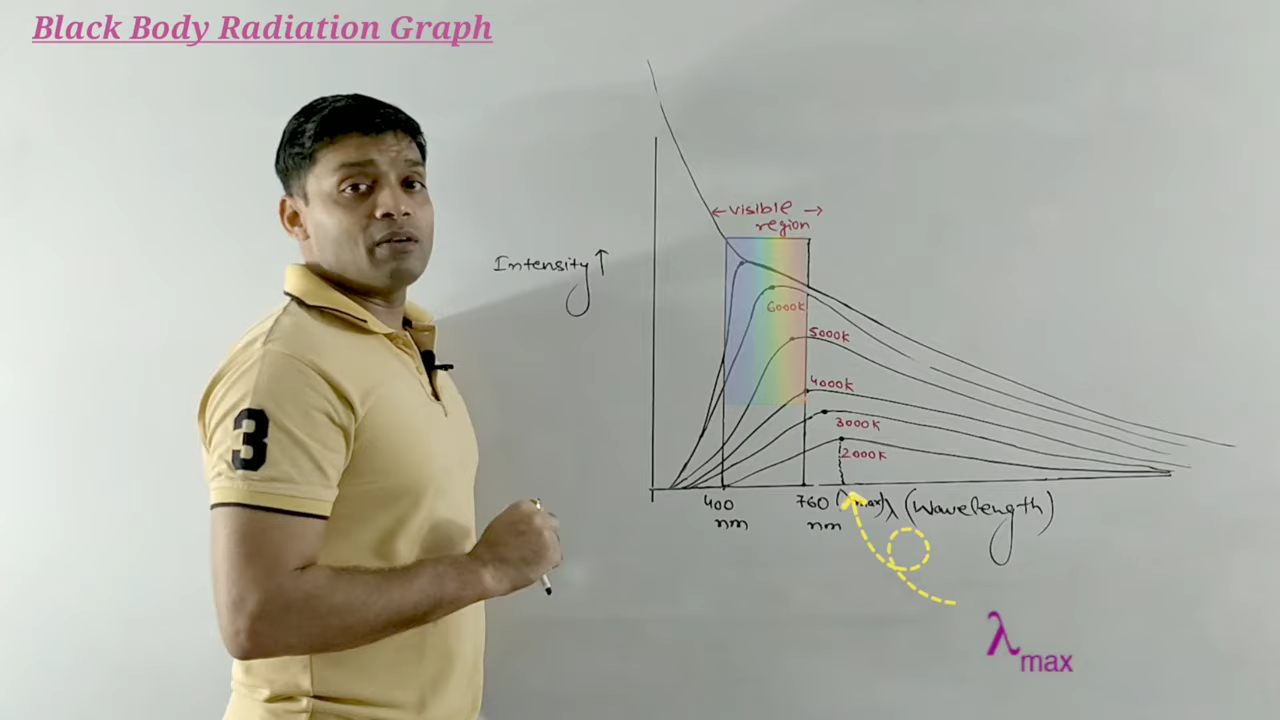 Black Body Radiation Graph
←visible →
region
Intensity↑
6000K
5000K
4000K
3000K
2000K
3
400
nm
760
nm
(λmax)
λ (Wavelength)
λmax